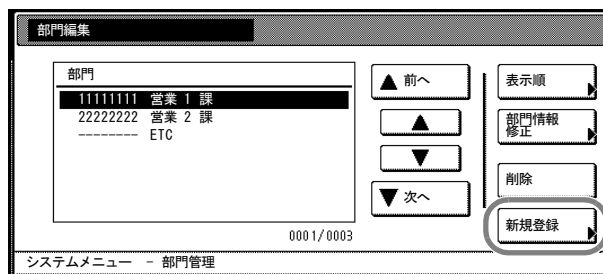 部門編集
部門
11111111 営業 1 課
22222222 営業 2 課
-------- ETC
0001/0003
前へ
次へ
表示順
部門情報
修正
削除
新規登録
システムメニュー - 部門管理